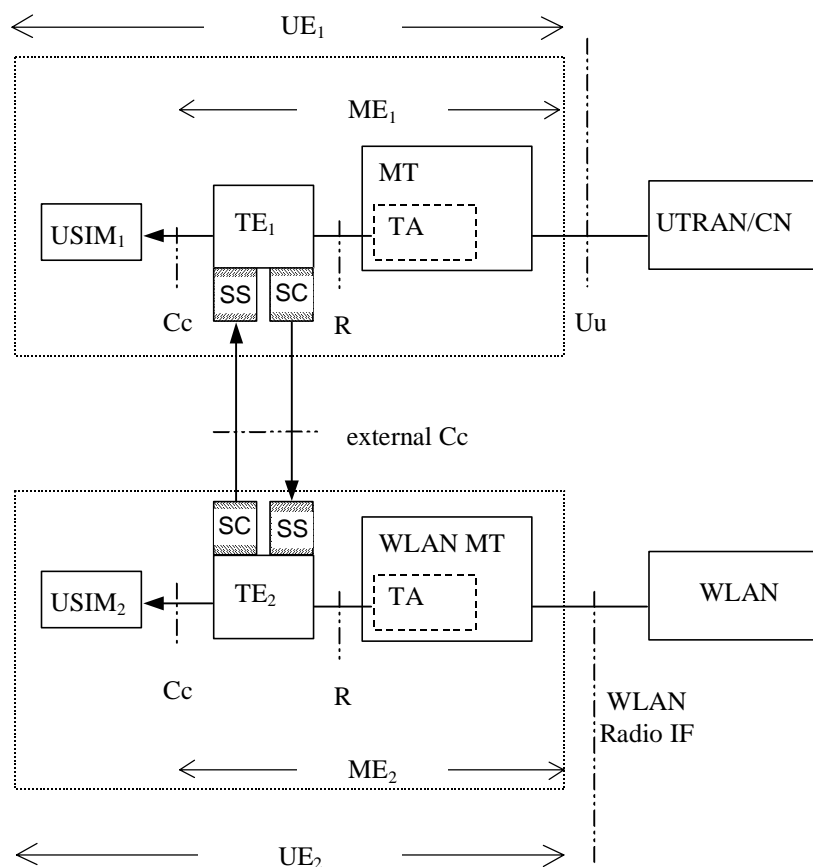 UE₁
ME₁
MT
TA
TE₁
USIM₁
UTRAN/CN
SS
SC
Cc
R
Uu
external Cc
SC
SS
WLAN MT
TA
TE₂
USIM₂
WLAN
Cc
R
WLAN
Radio IF
ME₂
UE₂